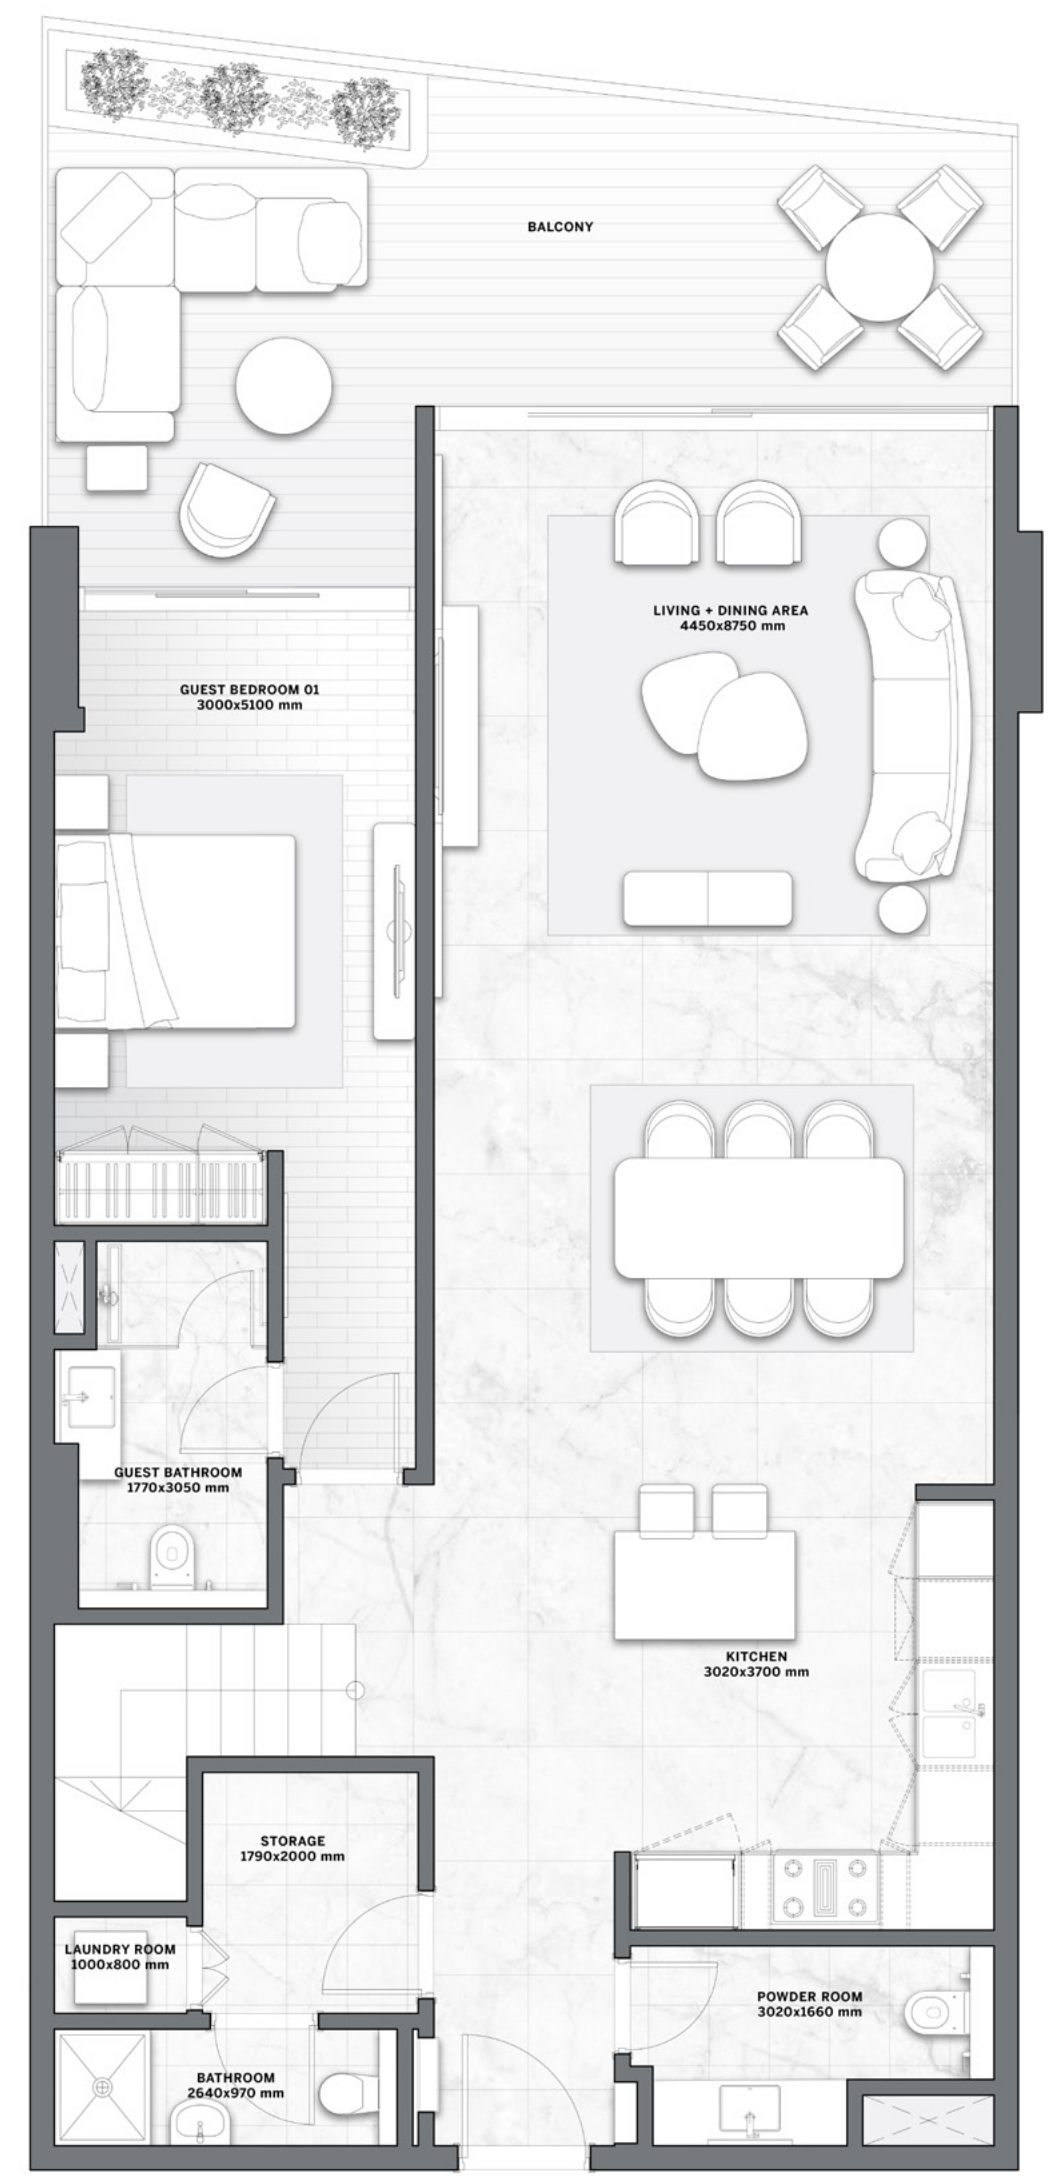 BALCONY
LIVING + DINING AREA
4450x8750 mm
GUEST BEDROOM 01
3000x5100 mm
GUEST BATHROOM
1770x3050 mm
KITCHEN
3020x3700 mm
STORAGE
1790x2000 mm
LAUNDRY ROOM
1000x800 mm
POWDER ROOM
3020x1660 mm
BATHROOM
2640x970 mm